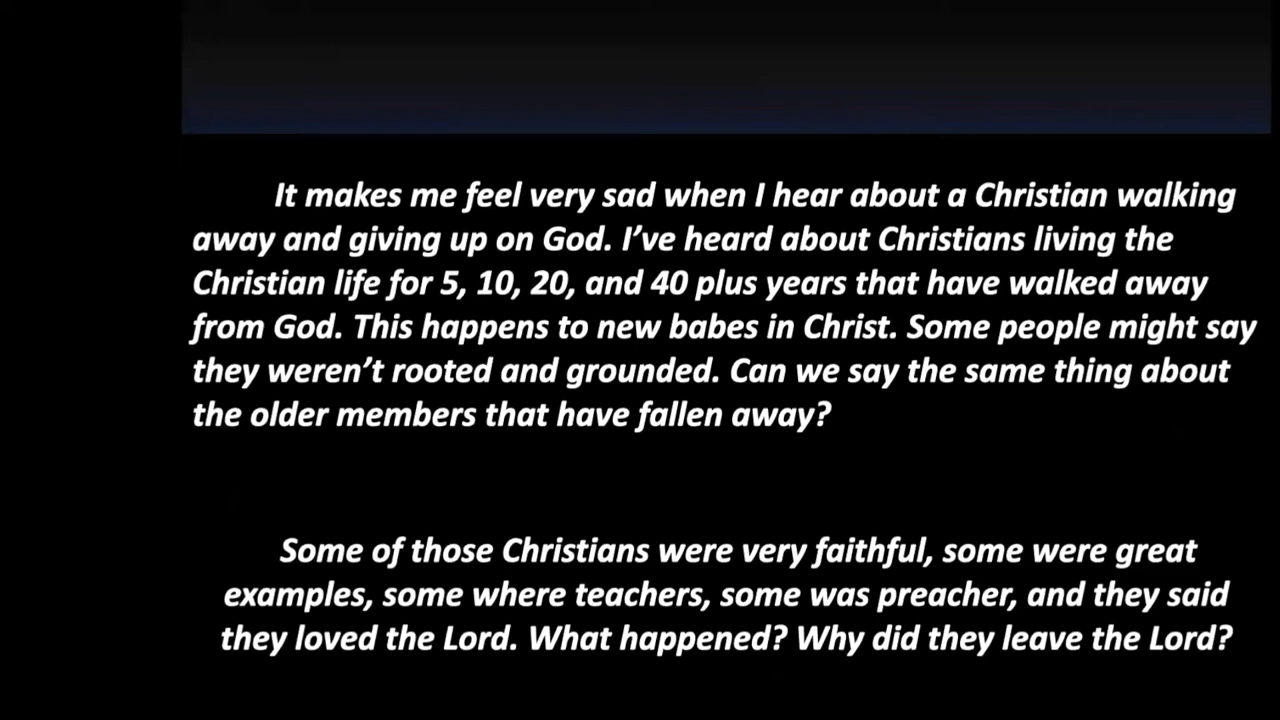 It makes me feel very sad when I hear about a Christian walking
away and giving up on God. I’ve heard about Christians living the
Christian life for 5, 10, 20, and 40 plus years that have walked away
from God. This happens to new babes in Christ. Some people might say
they weren’t rooted and grounded. Can we say the same thing about
the older members that have fallen away?
Some of those Christians were very faithful, some were great
examples, some where teachers, some was preacher, and they said
they loved the Lord. What happened? Why did they leave the Lord?